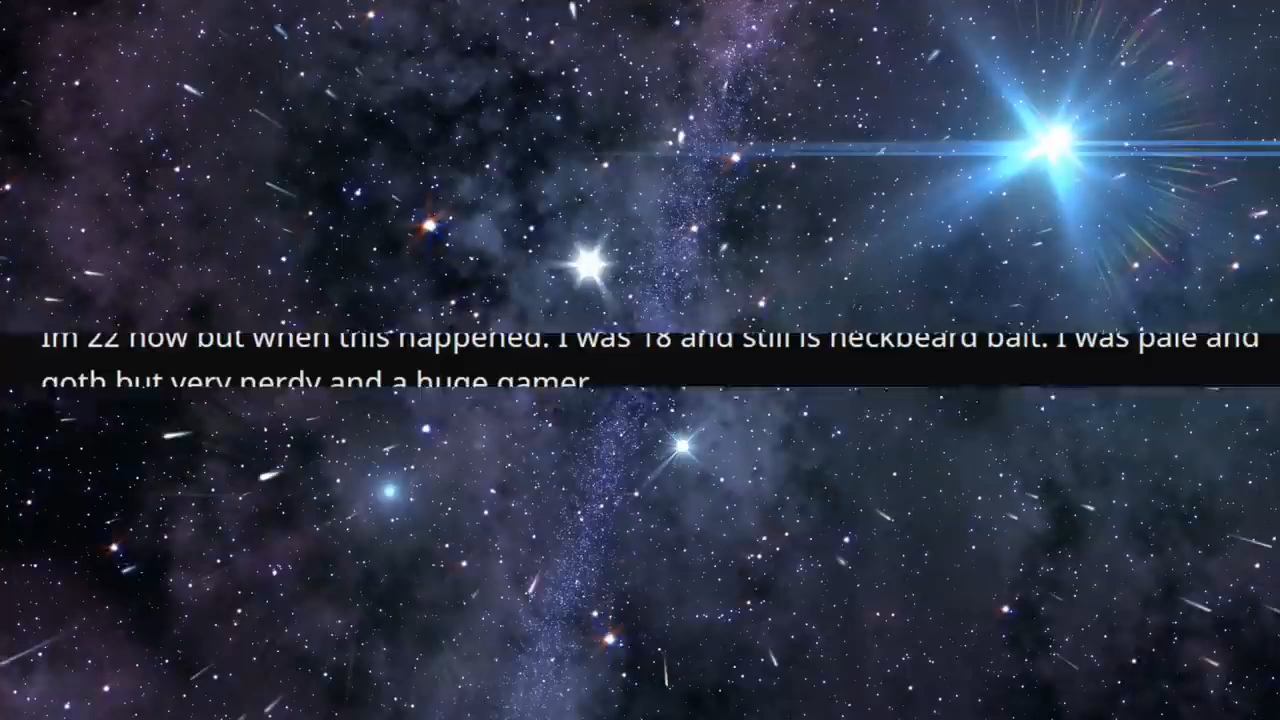 Im 22 now but when this happened. I was 18 and still is neckbeard bait. I was pale and
goth but very nerdy and a huge gamer.